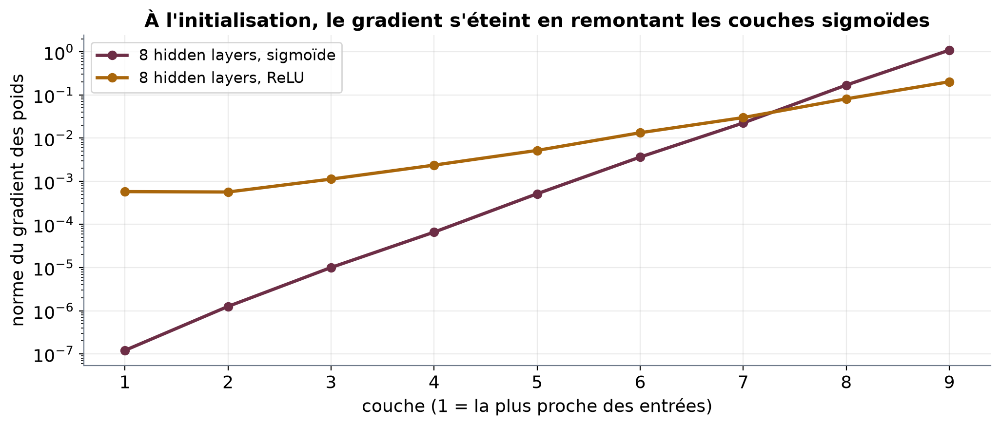 À l'initialisation, le gradient s'éteint en remontant les couches sigmoïdes
8 hidden layers, sigmoïde
8 hidden layers, ReLU
norme du gradient des poids
10⁰
10⁻¹
10⁻²
10⁻³
10⁻⁴
10⁻⁵
10⁻⁶
10⁻⁷
1 2 3 4 5 6 7 8 9
couche (1 = la plus proche des entrées)